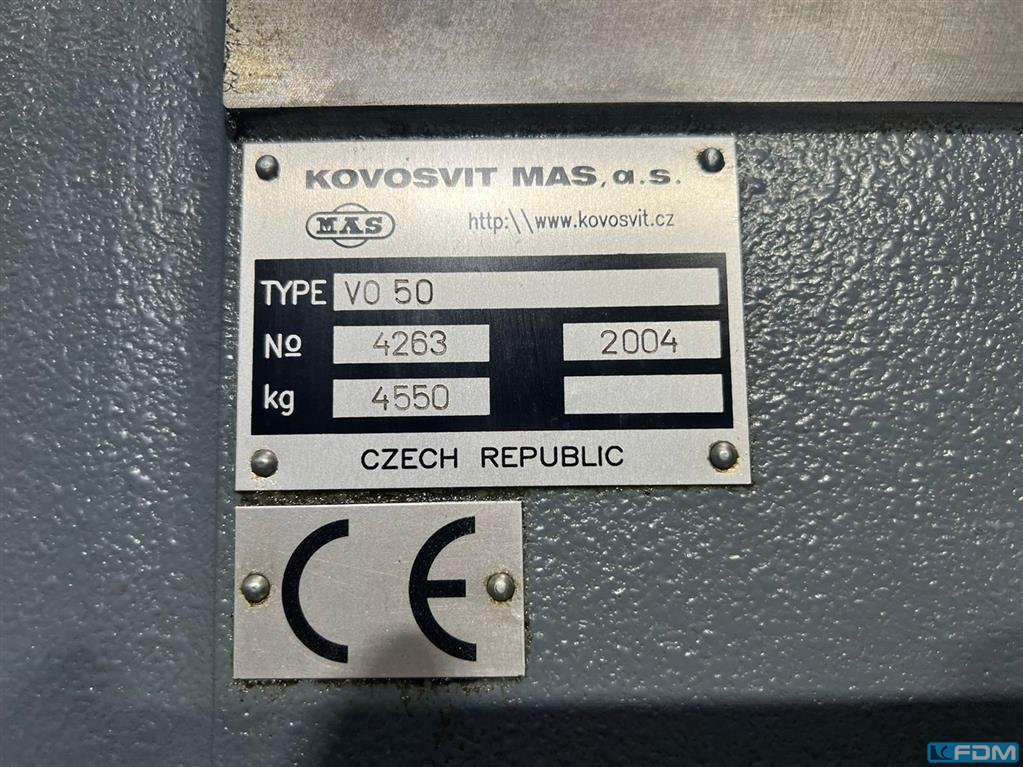 KOVOSVIT MAS, a.s.
MAS http:\\www.kovosvit.cz
TYPE VO 50
No 4263 2004
kg 4550
CZECH REPUBLIC
CE
FDM